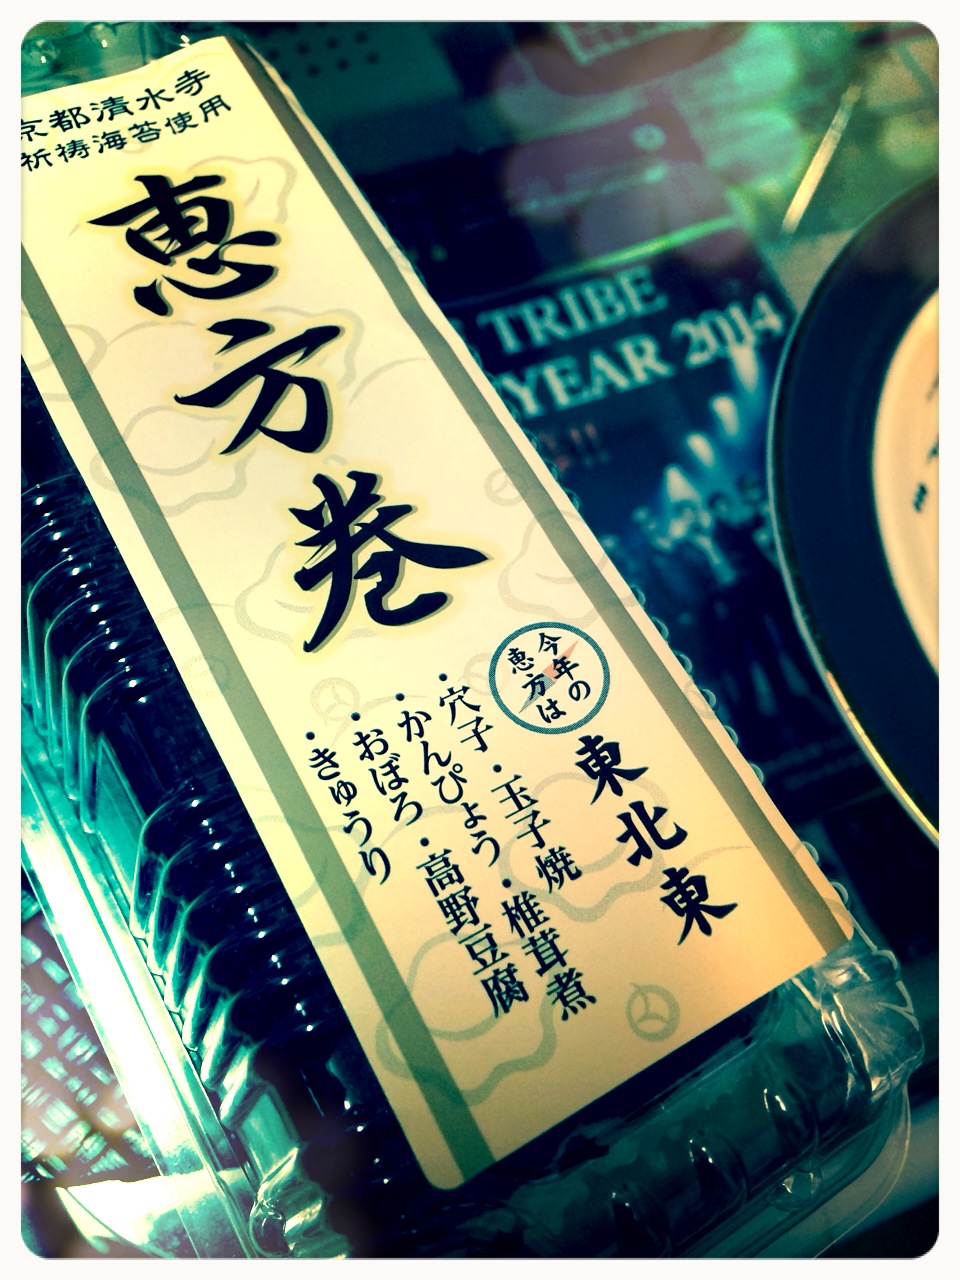 京都清水寺
祈祷海苔使用
恵方巻
今年の
恵方は
東北東
・穴子・玉子焼・椎茸煮
・かんぴょう
・おぼろ・高野豆腐
・きゅうり
TRIBE
YEAR 2014
!!